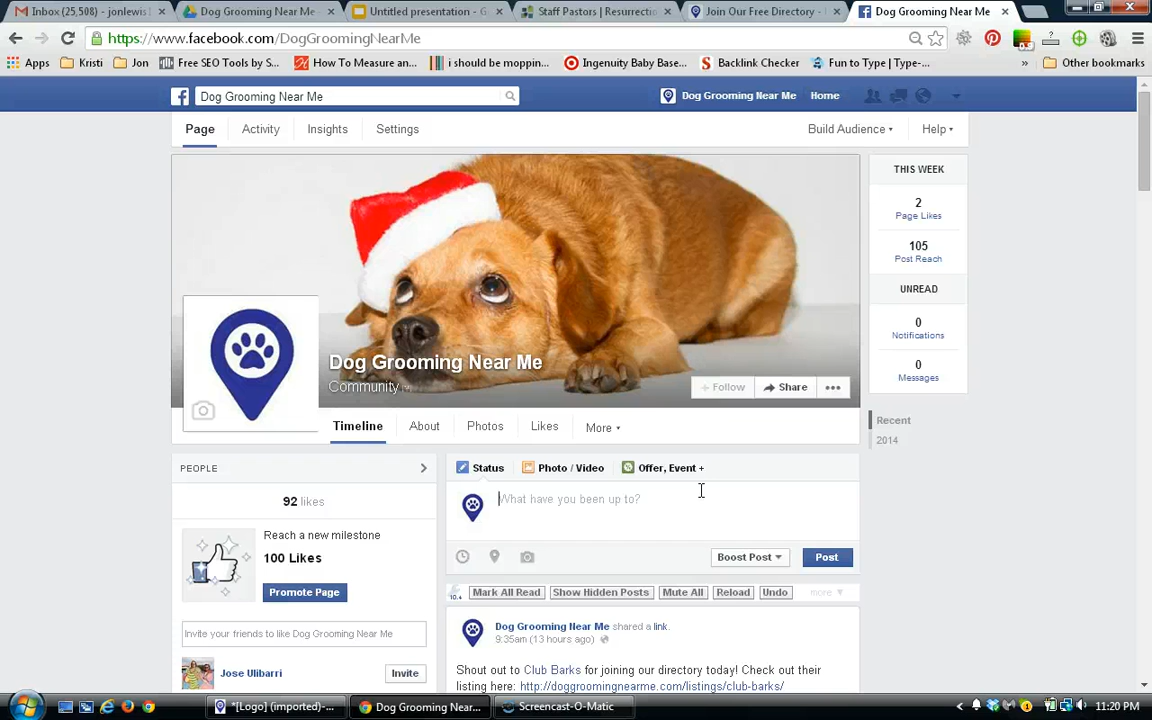 Inbox (25,508) - jonlewis
Dog Grooming Near Me
Untitled presentation - G
Staff Pastors | Resurrectin
Join Our Free Directory -
Dog Grooming Near Me
https://www.facebook.com/DogGroomingNearMe
Apps
Kristi
Jon
Free SEO Tools by S...
How To Measure an...
i should be moppin...
Ingenuity Baby Base...
Backlink Checker
Fun to Type | Type-...
»
Other bookmarks
Dog Grooming Near Me
Dog Grooming Near Me
Home
Page
Activity
Insights
Settings
Build Audience
Help
THIS WEEK
2
Page Likes
105
Post Reach
UNREAD
0
Notifications
0
Messages
Recent
2014
Dog Grooming Near Me
Community
+ Follow
Share
Timeline
About
Photos
Likes
More
PEOPLE
92 likes
Reach a new milestone
100 Likes
Promote Page
Invite your friends to like Dog Grooming Near Me
Jose Ulibarri
Invite
Status
Photo / Video
Offer, Event +
What have you been up to?
Boost Post
Post
Mark All Read
Show Hidden Posts
Mute All
Reload
Undo
more ▼
Dog Grooming Near Me shared a link.
9:35am (13 hours ago)
Shout out to Club Barks for joining our directory today! Check out their
listing here: http://doggroomingnearme.com/listings/club-barks/
*[Logo] (imported)-...
Dog Grooming Near...
Screencast-O-Matic
11:20 PM